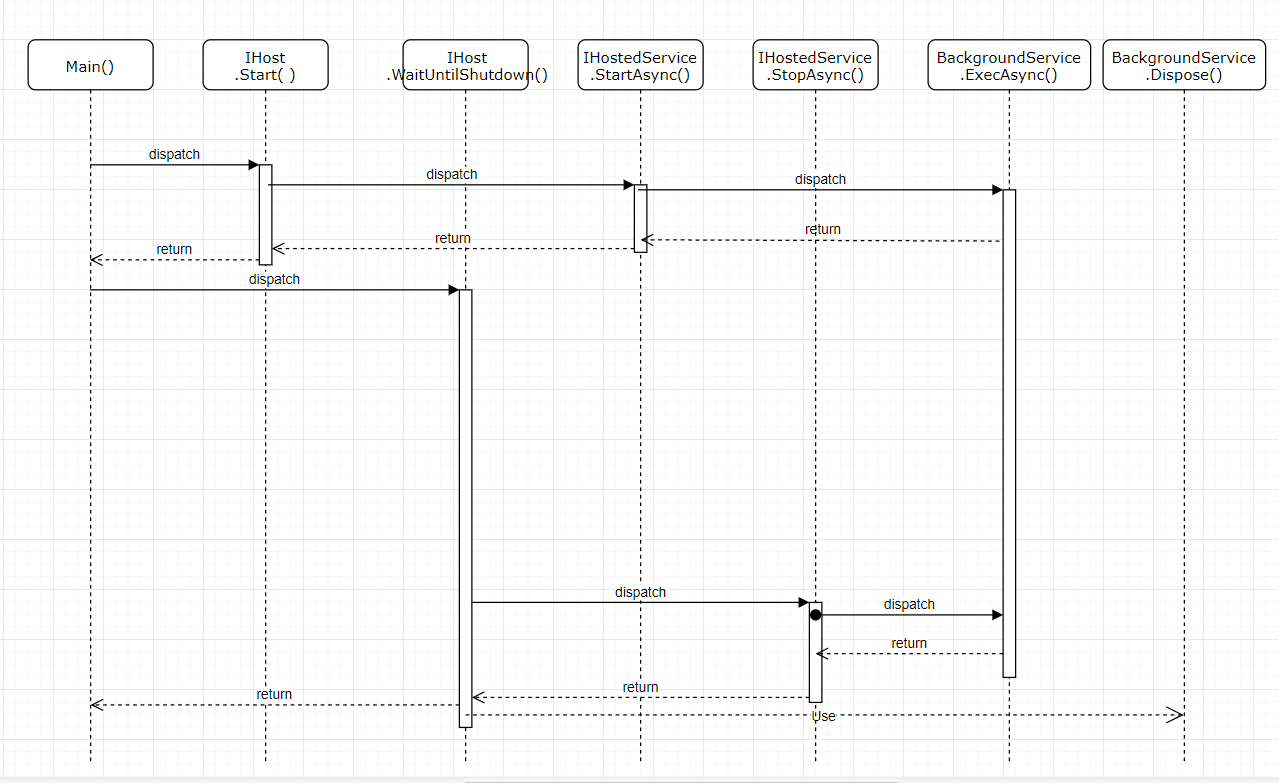 Main()
IHost
.Start( )
IHost
.WaitUntilShutdown()
IHostedService
.StartAsync()
IHostedService
.StopAsync()
BackgroundService
.ExecAsync()
BackgroundService
.Dispose()
dispatch
dispatch
dispatch
return
return
return
dispatch
dispatch
dispatch
return
return
return
Use